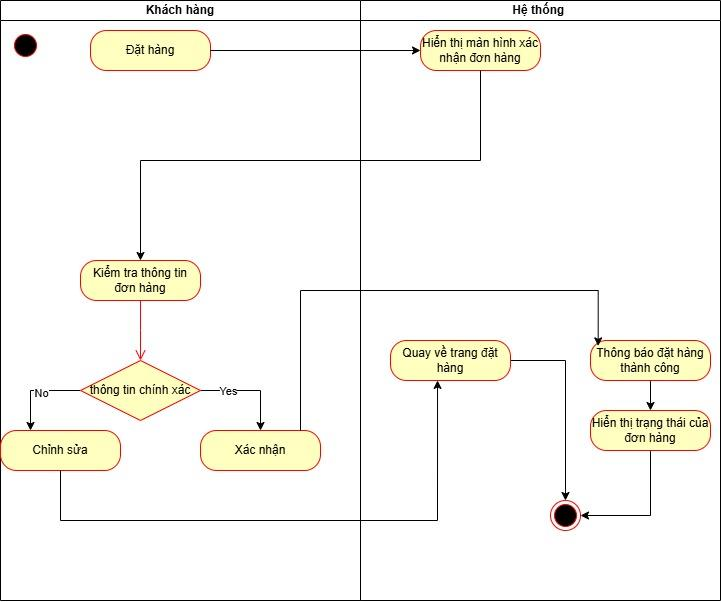 Khách hàng
Hệ thống
Đặt hàng
Hiển thị màn hình xác
nhận đơn hàng
Kiểm tra thông tin
đơn hàng
Quay về trang đặt
hàng
Thông báo đặt hàng
thành công
No
thông tin chính xác
Yes
Hiển thị trạng thái của
đơn hàng
Chỉnh sửa
Xác nhận